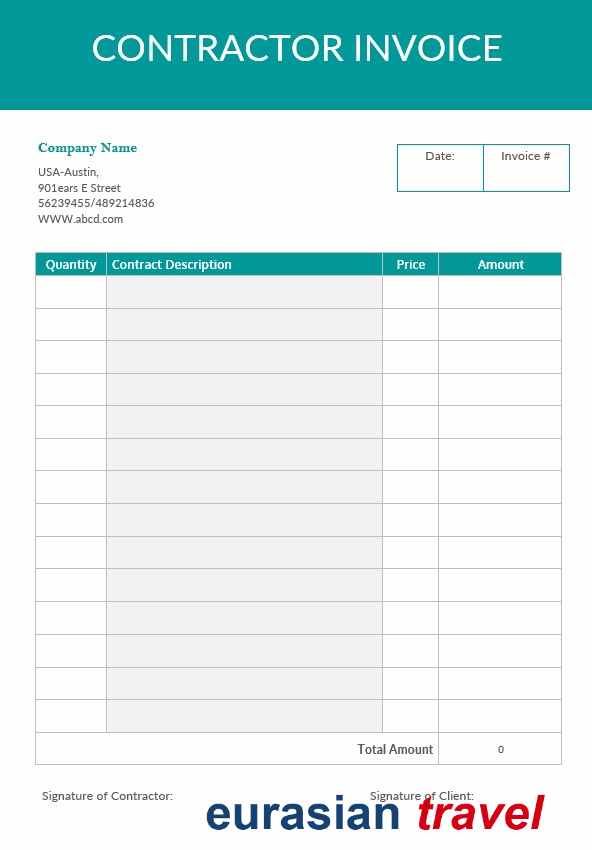 CONTRACTOR INVOICE
Company Name
USA-Austin,
901ears E Street
56239455/489214836
WWW.abcd.com
Date: Invoice #
Quantity Contract Description Price Amount
Total Amount 0
Signature of Contractor: Signature of Client:
eurasian travel